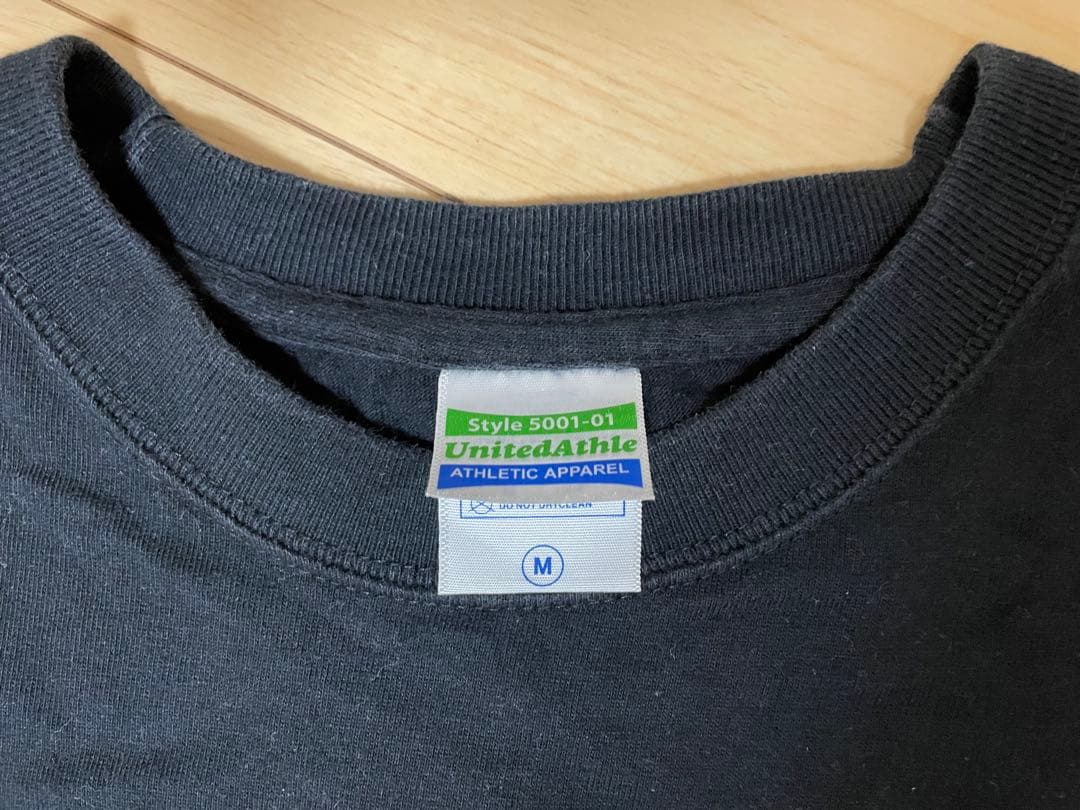 Style 5001-01
UnitedAthle
ATHLETIC APPAREL
DO NOT DRYCLEAN
M